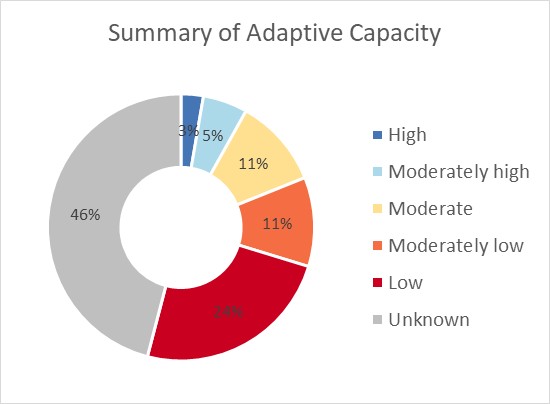 Summary of Adaptive Capacity
3%
5%
11%
11%
24%
46%
High
Moderately high
Moderate
Moderately low
Low
Unknown